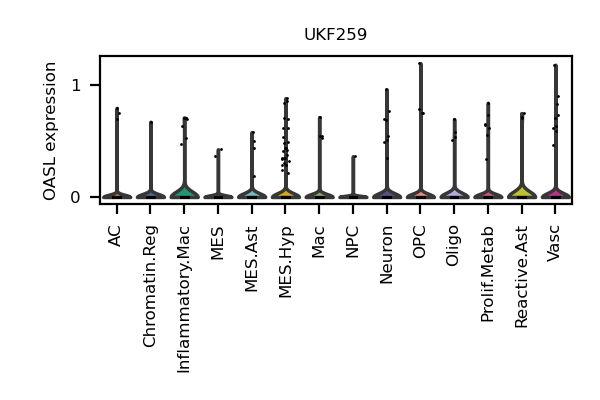 UKF259
OASL expression
1
0
AC
Chromatin.Reg
Inflammatory.Mac
MES
MES.Ast
MES.Hyp
Mac
NPC
Neuron
OPC
Oligo
Prolif.Metab
Reactive.Ast
Vasc